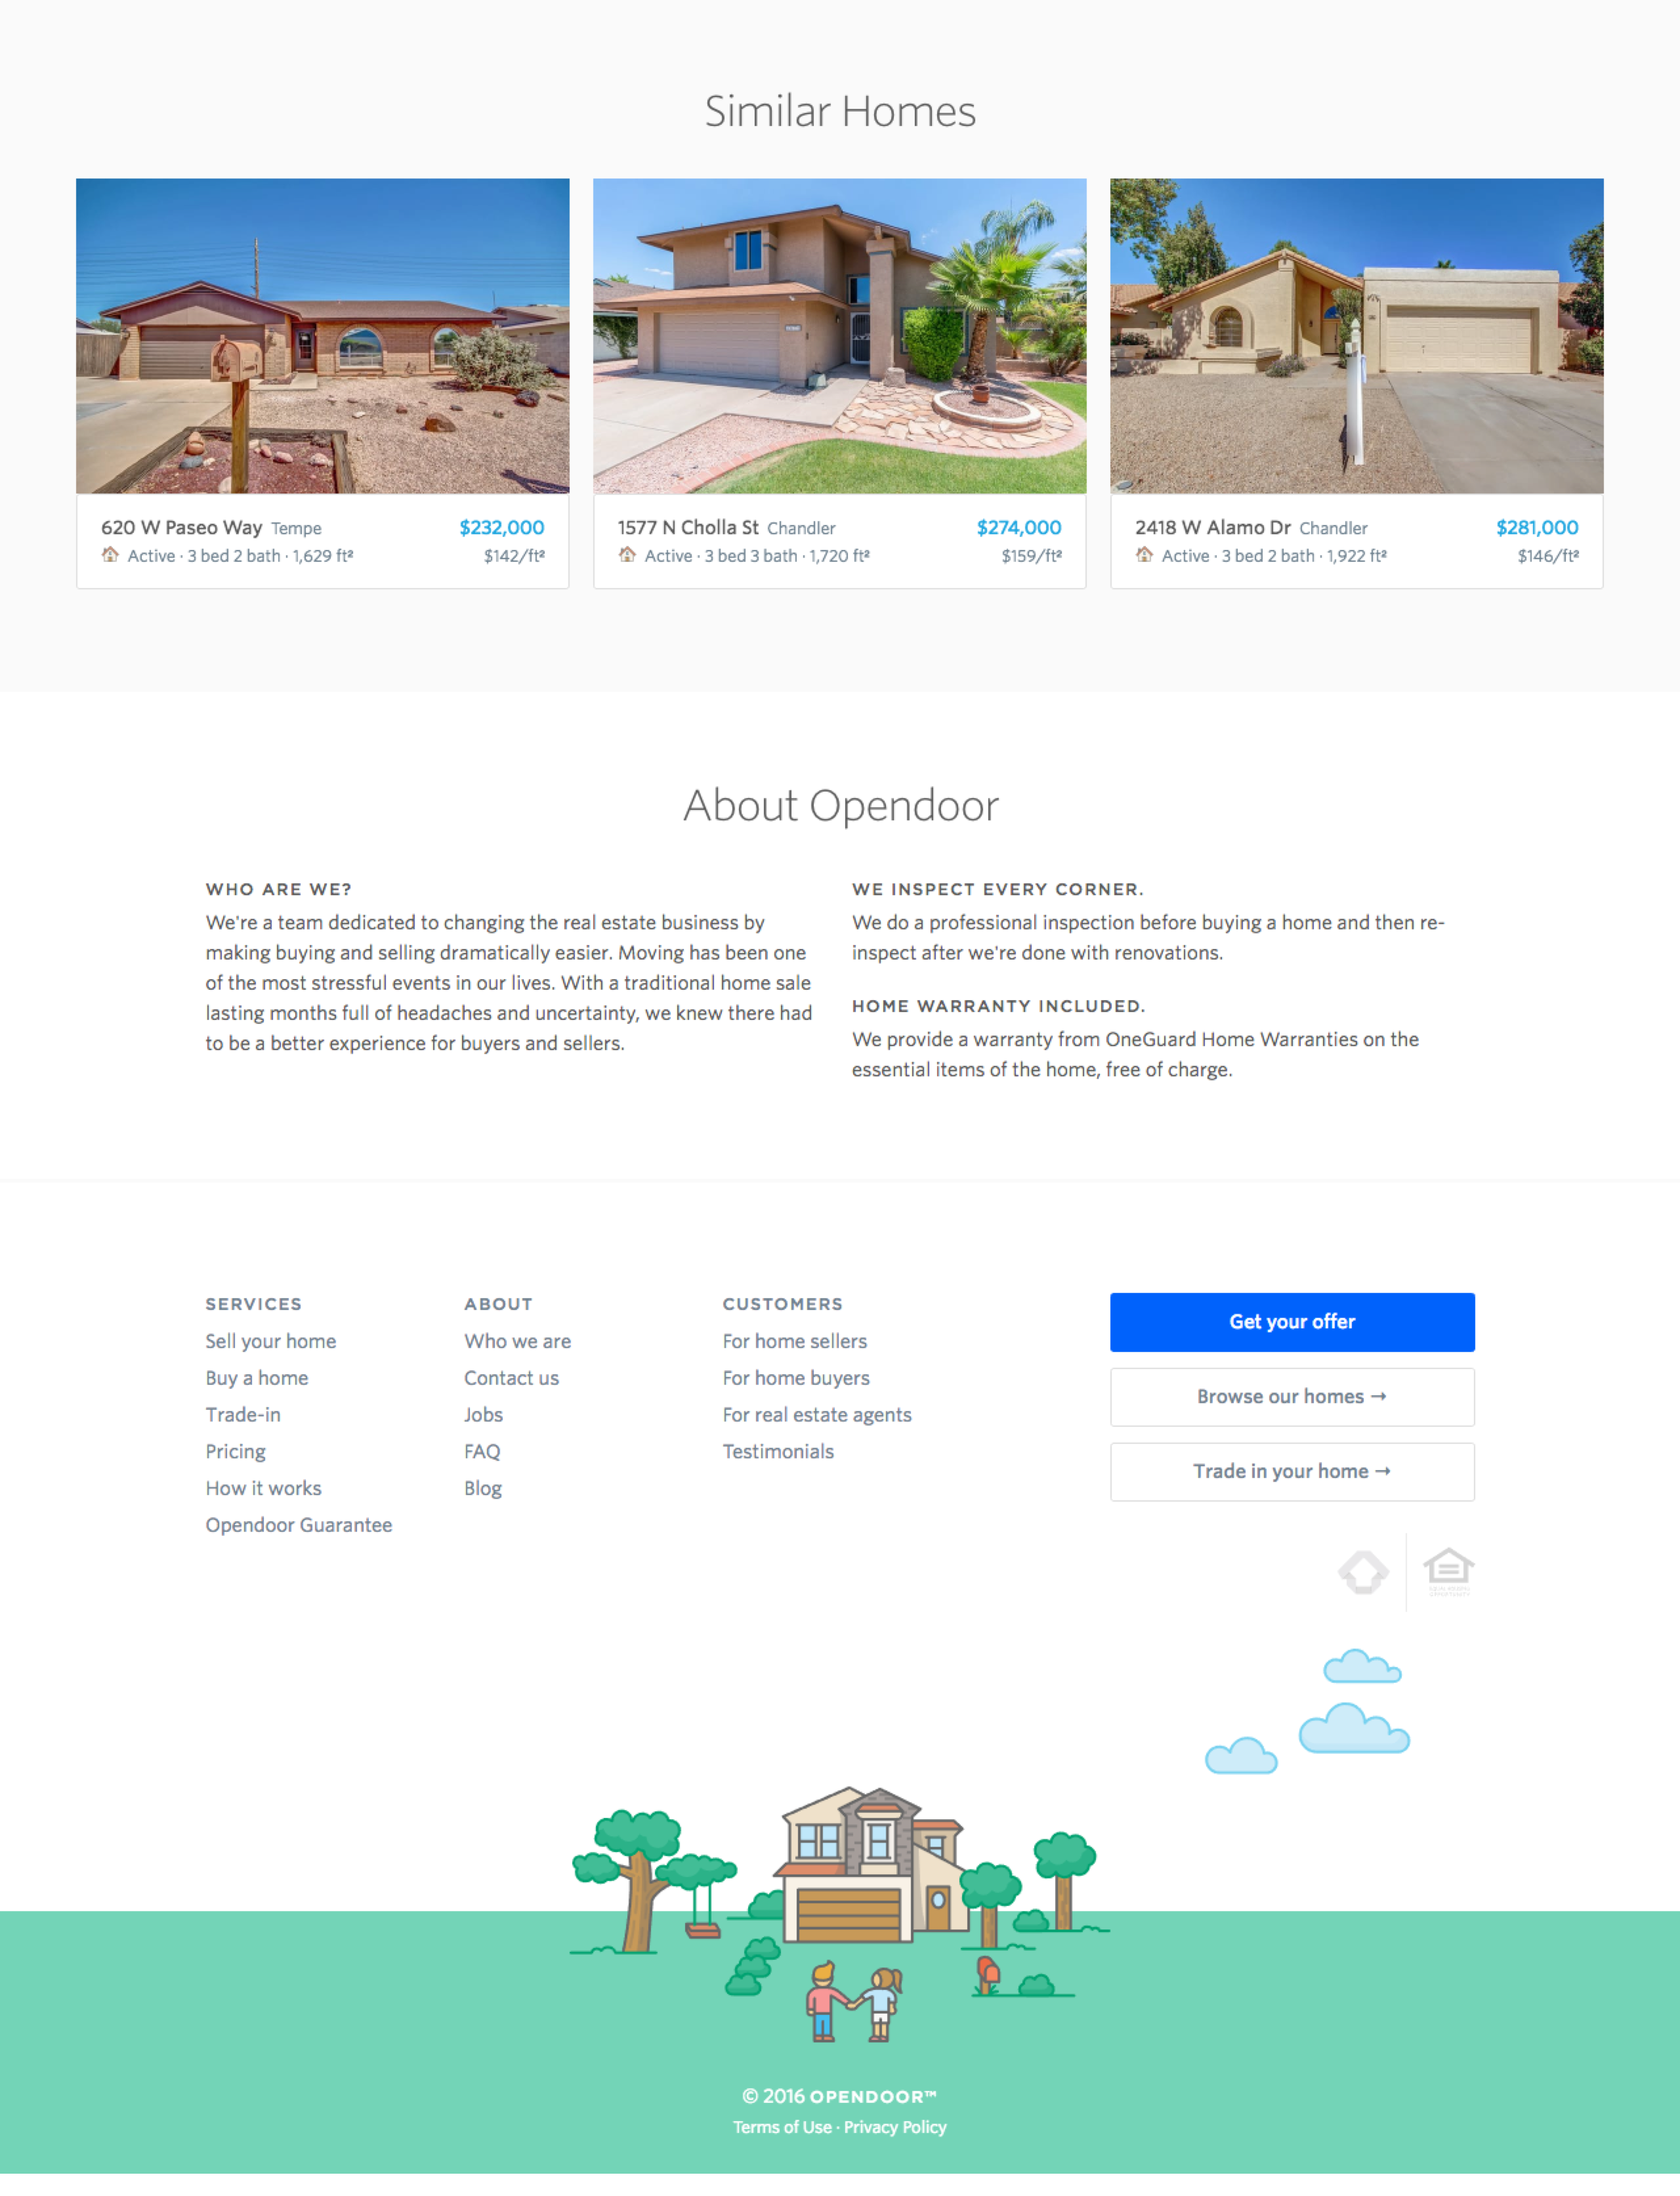 Similar Homes
620 W Paseo Way Tempe $232,000
Active · 3 bed 2 bath · 1,629 ft² $142/ft²
1577 N Cholla St Chandler $274,000
Active · 3 bed 3 bath · 1,720 ft² $159/ft²
2418 W Alamo Dr Chandler $281,000
Active · 3 bed 2 bath · 1,922 ft² $146/ft²
About Opendoor
WHO ARE WE?
We're a team dedicated to changing the real estate business by
making buying and selling dramatically easier. Moving has been one
of the most stressful events in our lives. With a traditional home sale
lasting months full of headaches and uncertainty, we knew there had
to be a better experience for buyers and sellers.
WE INSPECT EVERY CORNER.
We do a professional inspection before buying a home and then re-
inspect after we're done with renovations.
HOME WARRANTY INCLUDED.
We provide a warranty from OneGuard Home Warranties on the
essential items of the home, free of charge.
SERVICES
Sell your home
Buy a home
Trade-in
Pricing
How it works
Opendoor Guarantee
ABOUT
Who we are
Contact us
Jobs
FAQ
Blog
CUSTOMERS
For home sellers
For home buyers
For real estate agents
Testimonials
Get your offer
Browse our homes →
Trade in your home →
© 2016 OPENDOOR™
Terms of Use · Privacy Policy